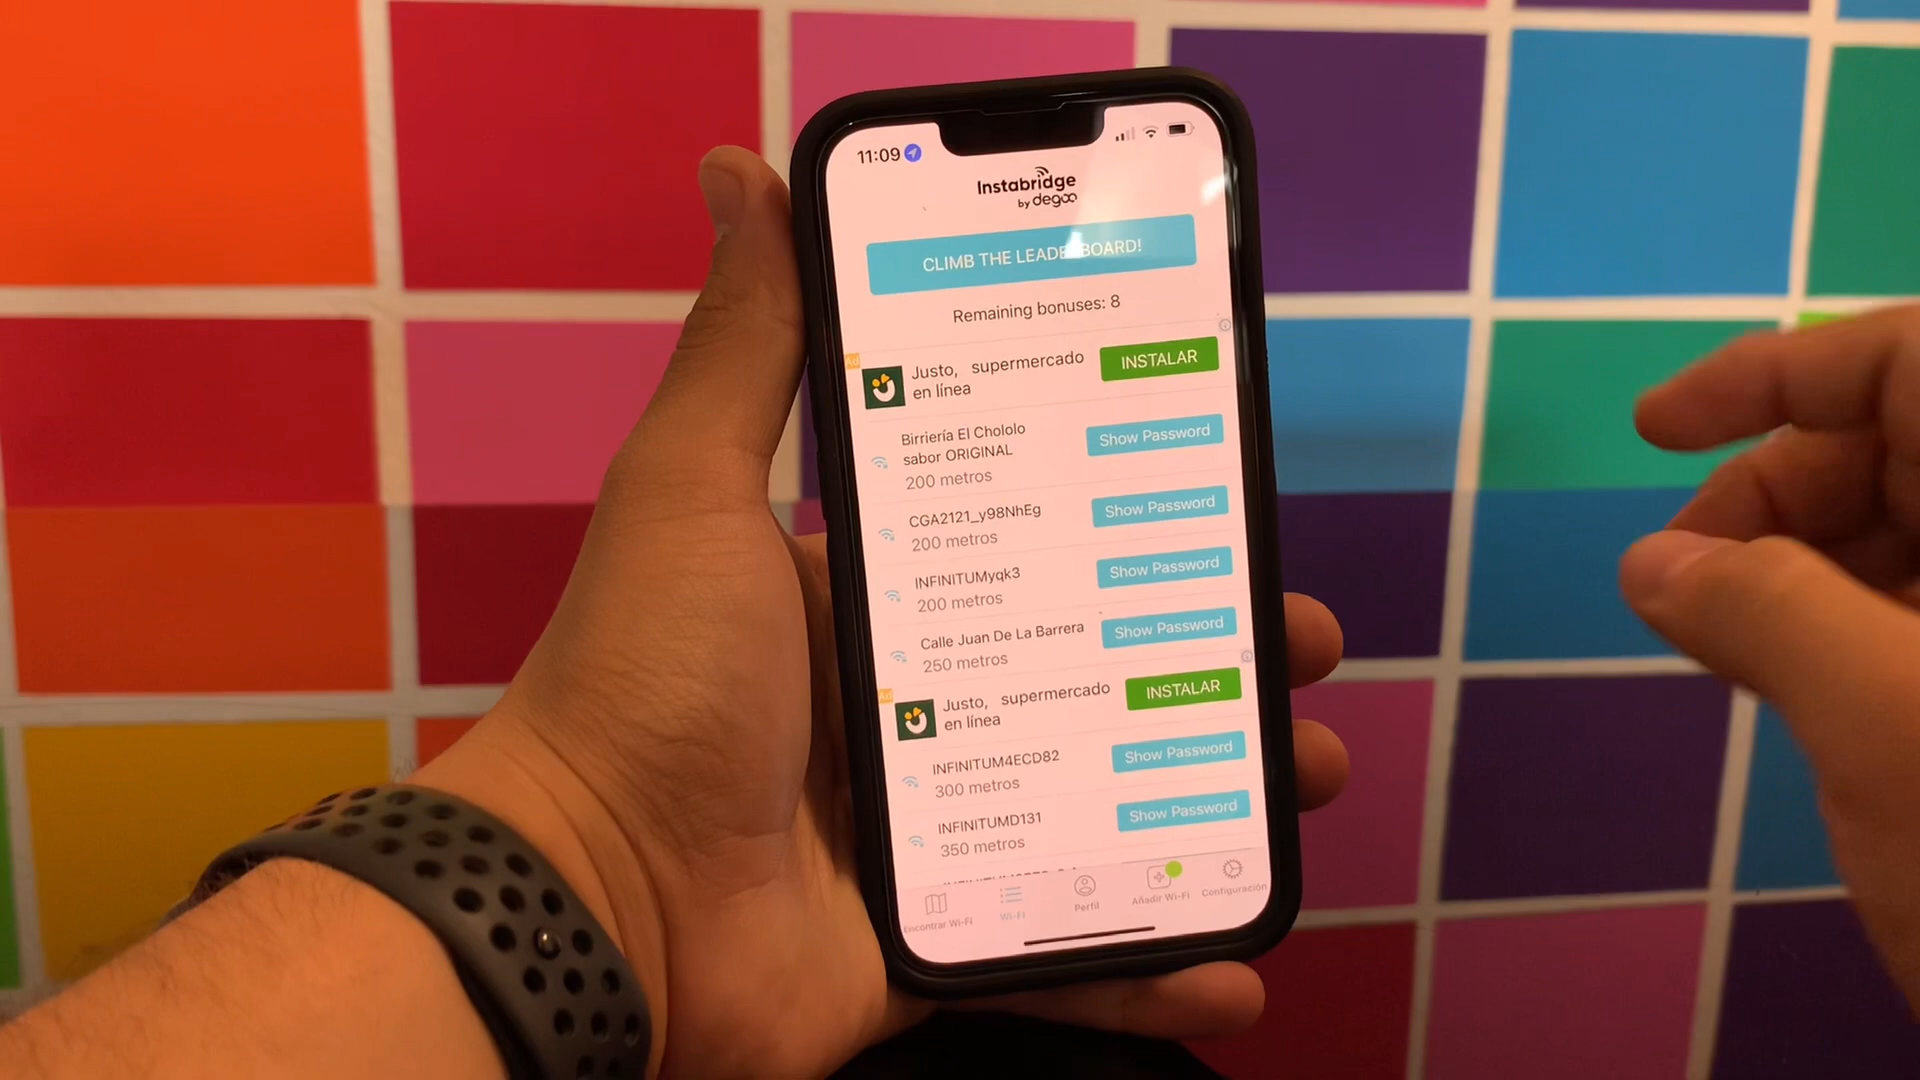 11:09
Instabridge
by degoo
CLIMB THE LEADERBOARD!
Remaining bonuses: 8
Ad
Justo, supermercado
en línea
INSTALAR
Birriería El Chololo
sabor ORIGINAL
200 metros
Show Password
CGA2121_y98NhEg
200 metros
Show Password
INFINITUMyqk3
200 metros
Show Password
Calle Juan De La Barrera
250 metros
Show Password
Ad
Justo, supermercado
en línea
INSTALAR
INFINITUM4ECD82
300 metros
Show Password
INFINITUMD131
350 metros
Show Password
Encontrar Wi-Fi
Wi-Fi
Perfil
Añadir Wi-Fi
Configuración